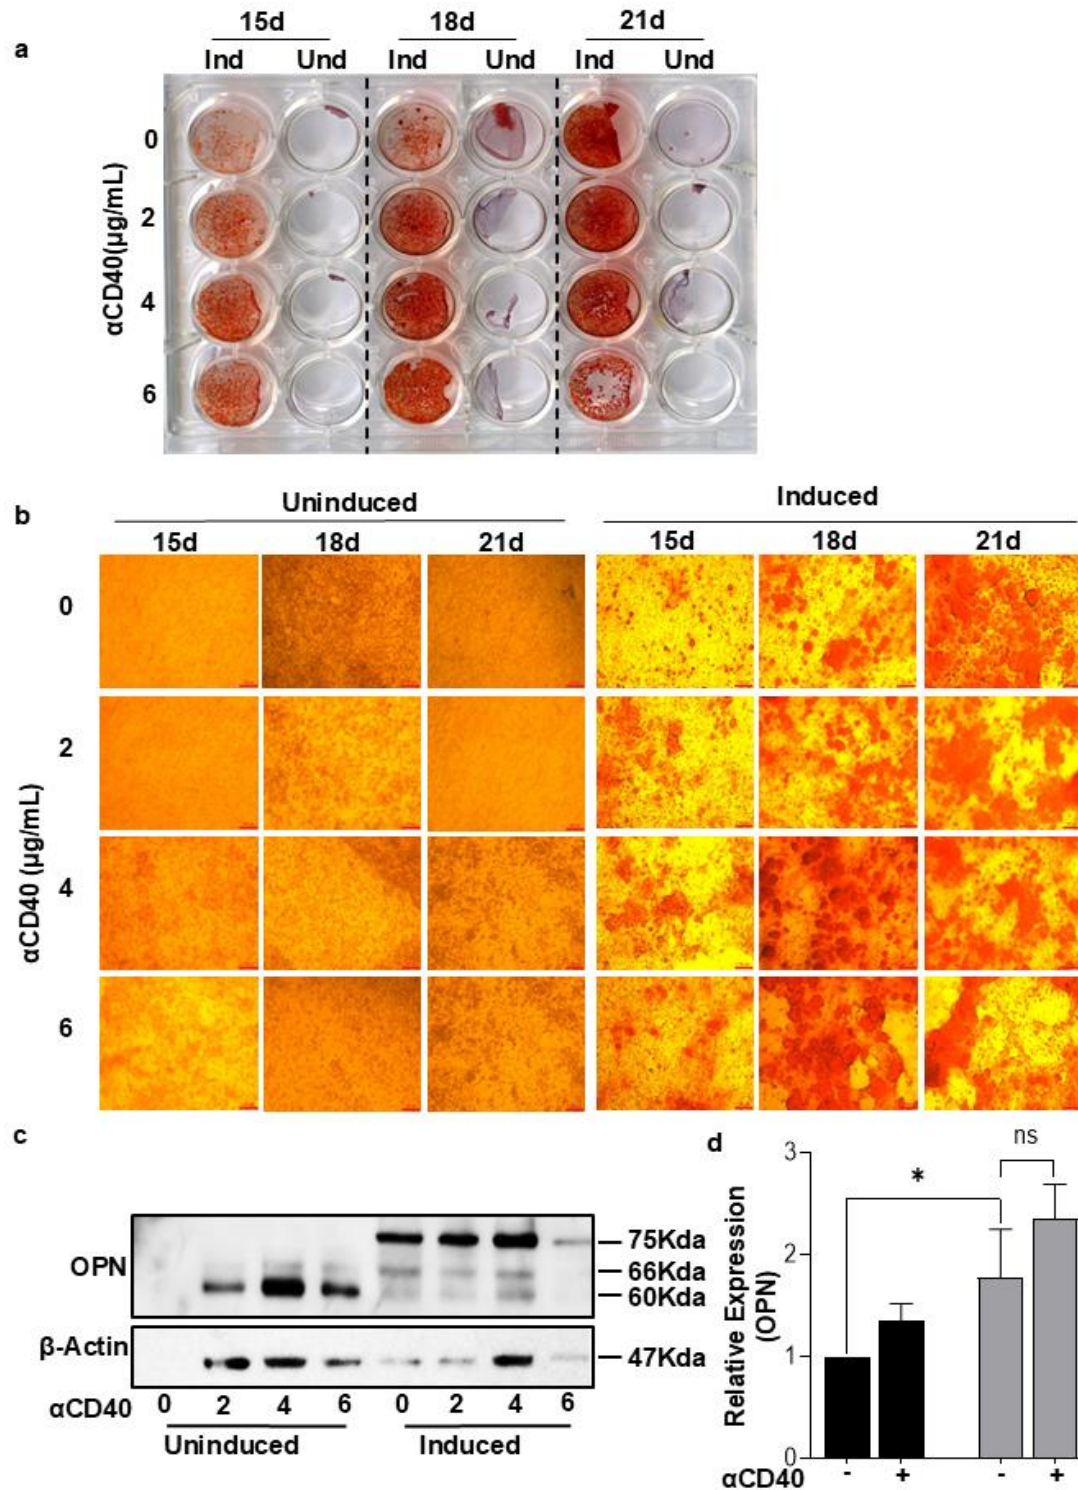 15d 18d 21d
a Ind Und Ind Und Ind Und
0
2
4
6
αCD40(µg/mL)
b Uninduced Induced
15d 18d 21d 15d 18d 21d
0
2
4
6
αCD40 (µg/mL)
c
OPN
75Kda
66Kda
60Kda
β-Actin
47Kda
αCD40 0 2 4 6 0 2 4 6
Uninduced Induced
d
ns
*
3
2
1
0
Relative Expression
(OPN)
αCD40 - + - +